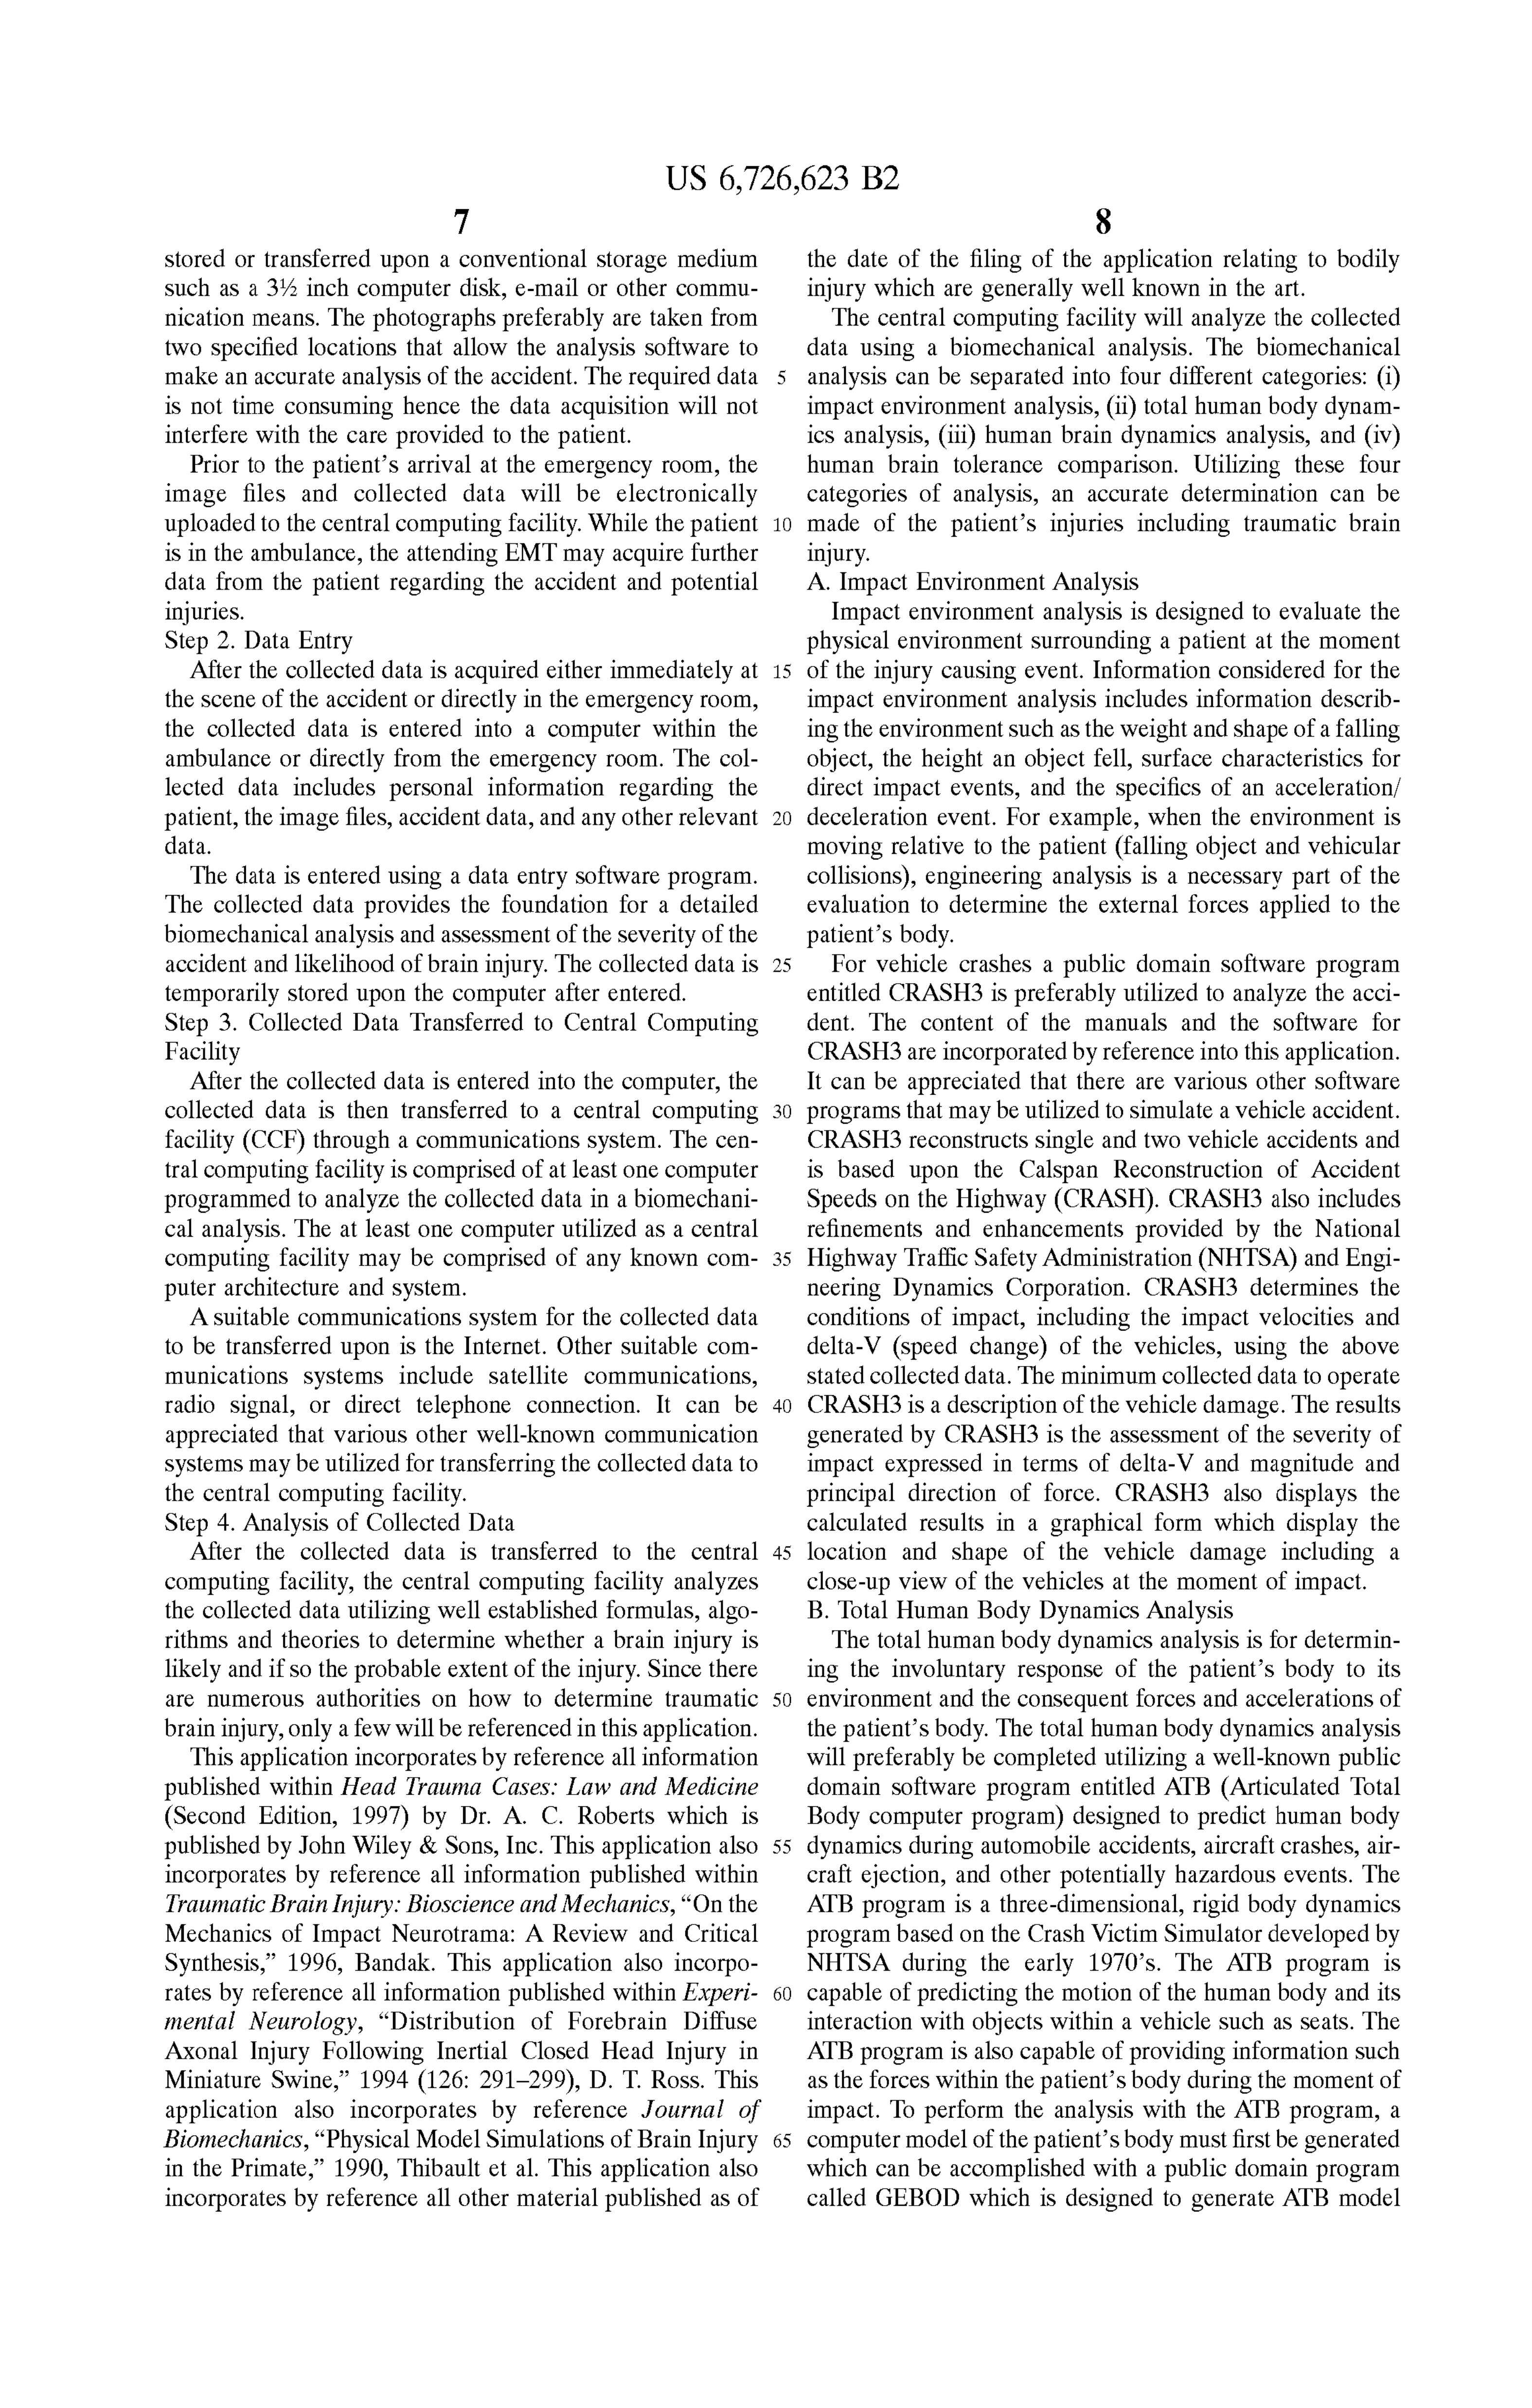 US 6,726,623 B2
7
stored or transferred upon a conventional storage medium
such as a 3½ inch computer disk, e-mail or other commu-
nication means. The photographs preferably are taken from
two specified locations that allow the analysis software to
make an accurate analysis of the accident. The required data
is not time consuming hence the data acquisition will not
interfere with the care provided to the patient.
Prior to the patient's arrival at the emergency room, the
image files and collected data will be electronically
uploaded to the central computing facility. While the patient
is in the ambulance, the attending EMT may acquire further
data from the patient regarding the accident and potential
injuries.
Step 2. Data Entry
After the collected data is acquired either immediately at
the scene of the accident or directly in the emergency room,
the collected data is entered into a computer within the
ambulance or directly from the emergency room. The col-
lected data includes personal information regarding the
patient, the image files, accident data, and any other relevant
data.
The data is entered using a data entry software program.
The collected data provides the foundation for a detailed
biomechanical analysis and assessment of the severity of the
accident and likelihood of brain injury. The collected data is
temporarily stored upon the computer after entered.
Step 3. Collected Data Transferred to Central Computing
Facility
After the collected data is entered into the computer, the
collected data is then transferred to a central computing
facility (CCF) through a communications system. The cen-
tral computing facility is comprised of at least one computer
programmed to analyze the collected data in a biomechani-
cal analysis. The at least one computer utilized as a central
computing facility may be comprised of any known com-
puter architecture and system.
A suitable communications system for the collected data
to be transferred upon is the Internet. Other suitable com-
munications systems include satellite communications,
radio signal, or direct telephone connection. It can be
appreciated that various other well-known communication
systems may be utilized for transferring the collected data to
the central computing facility.
Step 4. Analysis of Collected Data
After the collected data is transferred to the central
computing facility, the central computing facility analyzes
the collected data utilizing well established formulas, algo-
rithms and theories to determine whether a brain injury is
likely and if so the probable extent of the injury. Since there
are numerous authorities on how to determine traumatic
brain injury, only a few will be referenced in this application.
This application incorporates by reference all information
published within Head Trauma Cases: Law and Medicine
(Second Edition, 1997) by Dr. A. C. Roberts which is
published by John Wiley & Sons, Inc. This application also
incorporates by reference all information published within
Traumatic Brain Injury: Bioscience and Mechanics, "On the
Mechanics of Impact Neurotrama: A Review and Critical
Synthesis," 1996, Bandak. This application also incorpo-
rates by reference all information published within Experi-
mental Neurology, "Distribution of Forebrain Diffuse
Axonal Injury Following Inertial Closed Head Injury in
Miniature Swine," 1994 (126: 291–299), D. T. Ross. This
application also incorporates by reference Journal of
Biomechanics, "Physical Model Simulations of Brain Injury
in the Primate," 1990, Thibault et al. This application also
incorporates by reference all other material published as of
5
10
15
20
25
30
35
40
45
50
55
60
65
8
the date of the filing of the application relating to bodily
injury which are generally well known in the art.
The central computing facility will analyze the collected
data using a biomechanical analysis. The biomechanical
analysis can be separated into four different categories: (i)
impact environment analysis, (ii) total human body dynam-
ics analysis, (iii) human brain dynamics analysis, and (iv)
human brain tolerance comparison. Utilizing these four
categories of analysis, an accurate determination can be
made of the patient's injuries including traumatic brain
injury.
A. Impact Environment Analysis
Impact environment analysis is designed to evaluate the
physical environment surrounding a patient at the moment
of the injury causing event. Information considered for the
impact environment analysis includes information describ-
ing the environment such as the weight and shape of a falling
object, the height an object fell, surface characteristics for
direct impact events, and the specifics of an acceleration/
deceleration event. For example, when the environment is
moving relative to the patient (falling object and vehicular
collisions), engineering analysis is a necessary part of the
evaluation to determine the external forces applied to the
patient's body.
For vehicle crashes a public domain software program
entitled CRASH3 is preferably utilized to analyze the acci-
dent. The content of the manuals and the software for
CRASH3 are incorporated by reference into this application.
It can be appreciated that there are various other software
programs that may be utilized to simulate a vehicle accident.
CRASH3 reconstructs single and two vehicle accidents and
is based upon the Calspan Reconstruction of Accident
Speeds on the Highway (CRASH). CRASH3 also includes
refinements and enhancements provided by the National
Highway Traffic Safety Administration (NHTSA) and Engi-
neering Dynamics Corporation. CRASH3 determines the
conditions of impact, including the impact velocities and
delta-V (speed change) of the vehicles, using the above
stated collected data. The minimum collected data to operate
CRASH3 is a description of the vehicle damage. The results
generated by CRASH3 is the assessment of the severity of
impact expressed in terms of delta-V and magnitude and
principal direction of force. CRASH3 also displays the
calculated results in a graphical form which display the
location and shape of the vehicle damage including a
close-up view of the vehicles at the moment of impact.
B. Total Human Body Dynamics Analysis
The total human body dynamics analysis is for determin-
ing the involuntary response of the patient's body to its
environment and the consequent forces and accelerations of
the patient's body. The total human body dynamics analysis
will preferably be completed utilizing a well-known public
domain software program entitled ATB (Articulated Total
Body computer program) designed to predict human body
dynamics during automobile accidents, aircraft crashes, air-
craft ejection, and other potentially hazardous events. The
ATB program is a three-dimensional, rigid body dynamics
program based on the Crash Victim Simulator developed by
NHTSA during the early 1970's. The ATB program is
capable of predicting the motion of the human body and its
interaction with objects within a vehicle such as seats. The
ATB program is also capable of providing information such
as the forces within the patient's body during the moment of
impact. To perform the analysis with the ATB program, a
computer model of the patient's body must first be generated
which can be accomplished with a public domain program
called GEBOD which is designed to generate ATB model